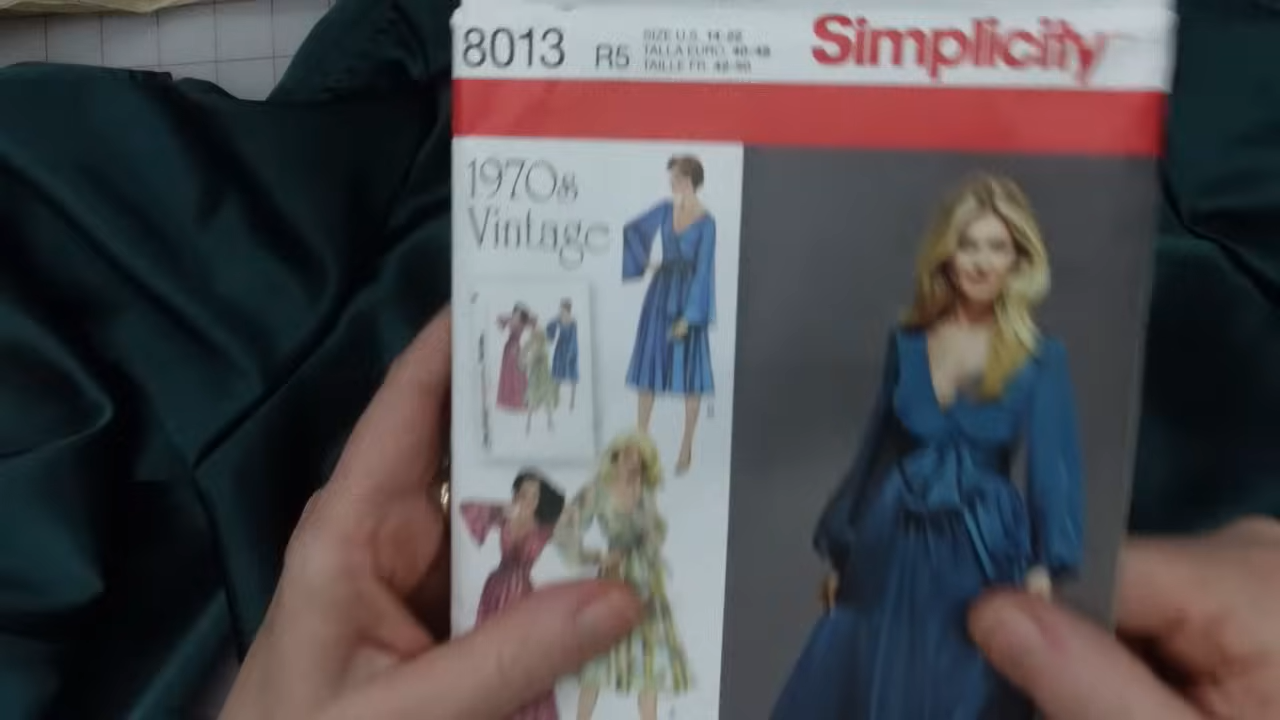 8013
R5
SIZE U.S. 14-22
TALLA EURO. 40-48
TAILLE FR. 42-50
Simplicity
1970s
Vintage